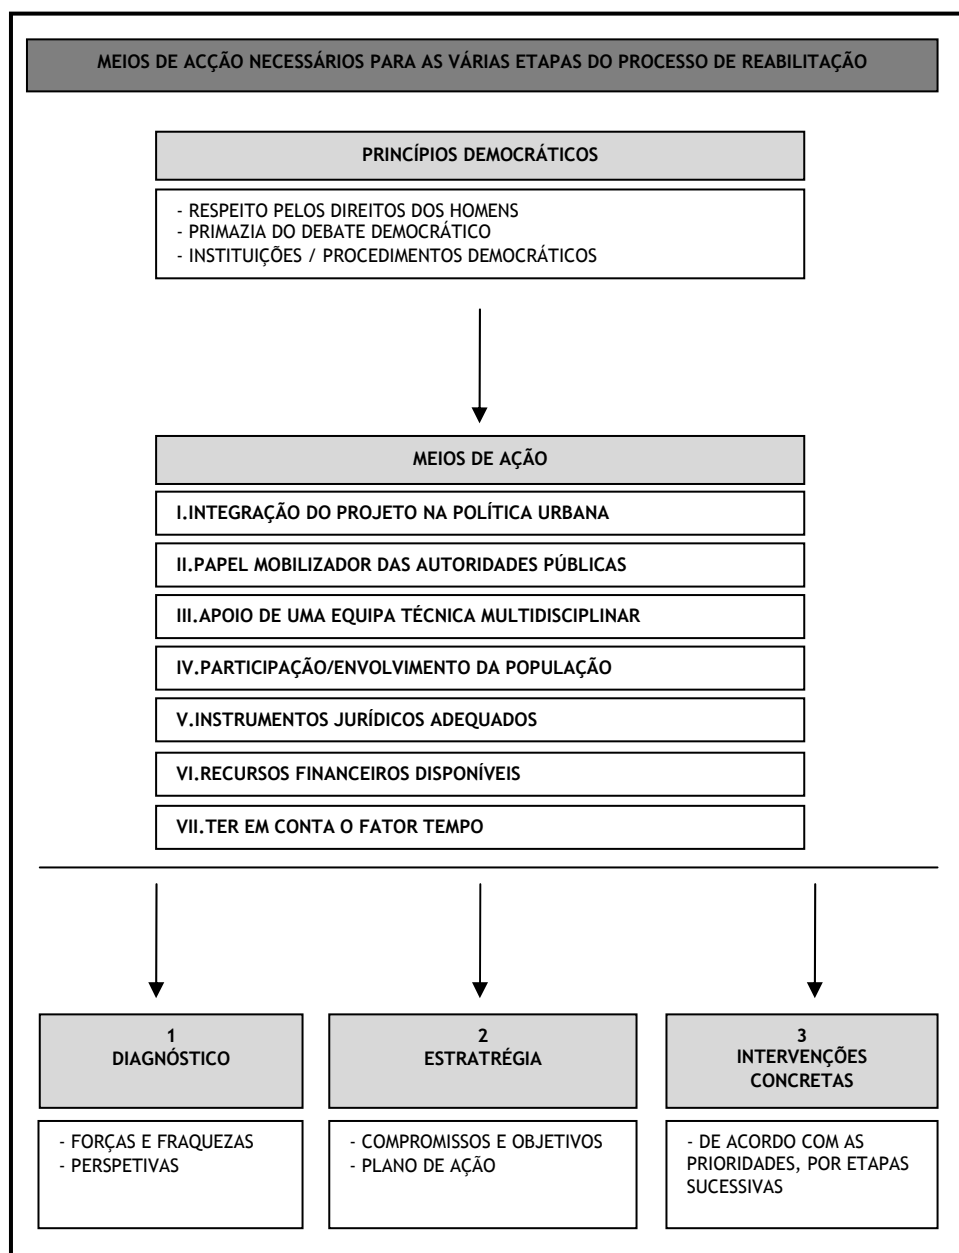 MEIOS DE ACÇÃO NECESSÁRIOS PARA AS VÁRIAS ETAPAS DO PROCESSO DE REABILITAÇÃO
PRINCÍPIOS DEMOCRÁTICOS
- RESPEITO PELOS DIREITOS DOS HOMENS
- PRIMAZIA DO DEBATE DEMOCRÁTICO
- INSTITUIÇÕES / PROCEDIMENTOS DEMOCRÁTICOS
MEIOS DE AÇÃO
I.INTEGRAÇÃO DO PROJETO NA POLÍTICA URBANA
II.PAPEL MOBILIZADOR DAS AUTORIDADES PÚBLICAS
III.APOIO DE UMA EQUIPA TÉCNICA MULTIDISCIPLINAR
IV.PARTICIPAÇÃO/ENVOLVIMENTO DA POPULAÇÃO
V.INSTRUMENTOS JURÍDICOS ADEQUADOS
VI.RECURSOS FINANCEIROS DISPONÍVEIS
VII.TER EM CONTA O FATOR TEMPO
1
DIAGNÓSTICO
- FORÇAS E FRAQUEZAS
- PERSPETIVAS
2
ESTRATRÉGIA
- COMPROMISSOS E OBJETIVOS
- PLANO DE AÇÃO
3
INTERVENÇÕES
CONCRETAS
- DE ACORDO COM AS
PRIORIDADES, POR ETAPAS
SUCESSIVAS